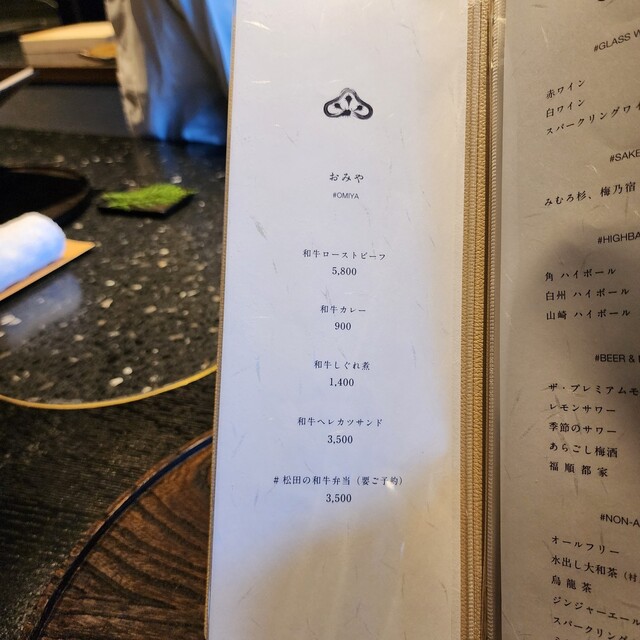 おみや
#OMIYA
和牛ローストビーフ
5,800
和牛カレー
900
和牛しぐれ煮
1,400
和牛ヘレカツサンド
3,500
#松田の和牛弁当（要ご予約）
3,500
#GLASS W
赤ワイン
白ワイン
スパークリングワイ
#SAKE
みむろ杉、梅乃宿
#HIGHBA
角 ハイボール
白州 ハイボール
山崎 ハイボール
#BEER &
ザ・プレミアムモ
レモンサワー
季節のサワー
あらごし梅酒
福順都家
#NON-A
オールフリー
水出し大和茶（村
烏龍茶
ジンジャーエール
スパークリン